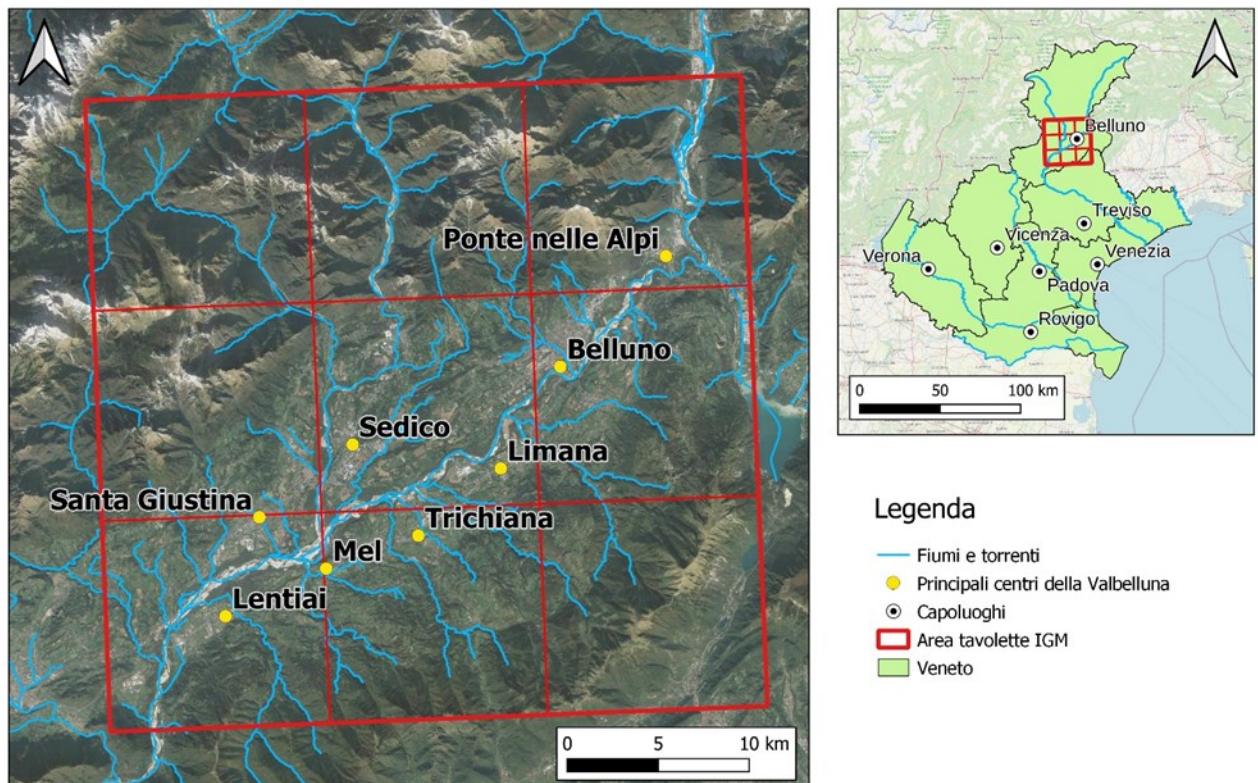 Ponte nelle Alpi
Belluno
Sedico
Limana
Santa Giustina
Trichiana
Mel
Lentiai
0 5 10 km
Belluno
Treviso
Vicenza
Verona
Venezia
Padova
Rovigo
0 50 100 km
Legenda
Fiumi e torrenti
Principali centri della Valbelluna
Capoluoghi
Area tavolette IGM
Veneto